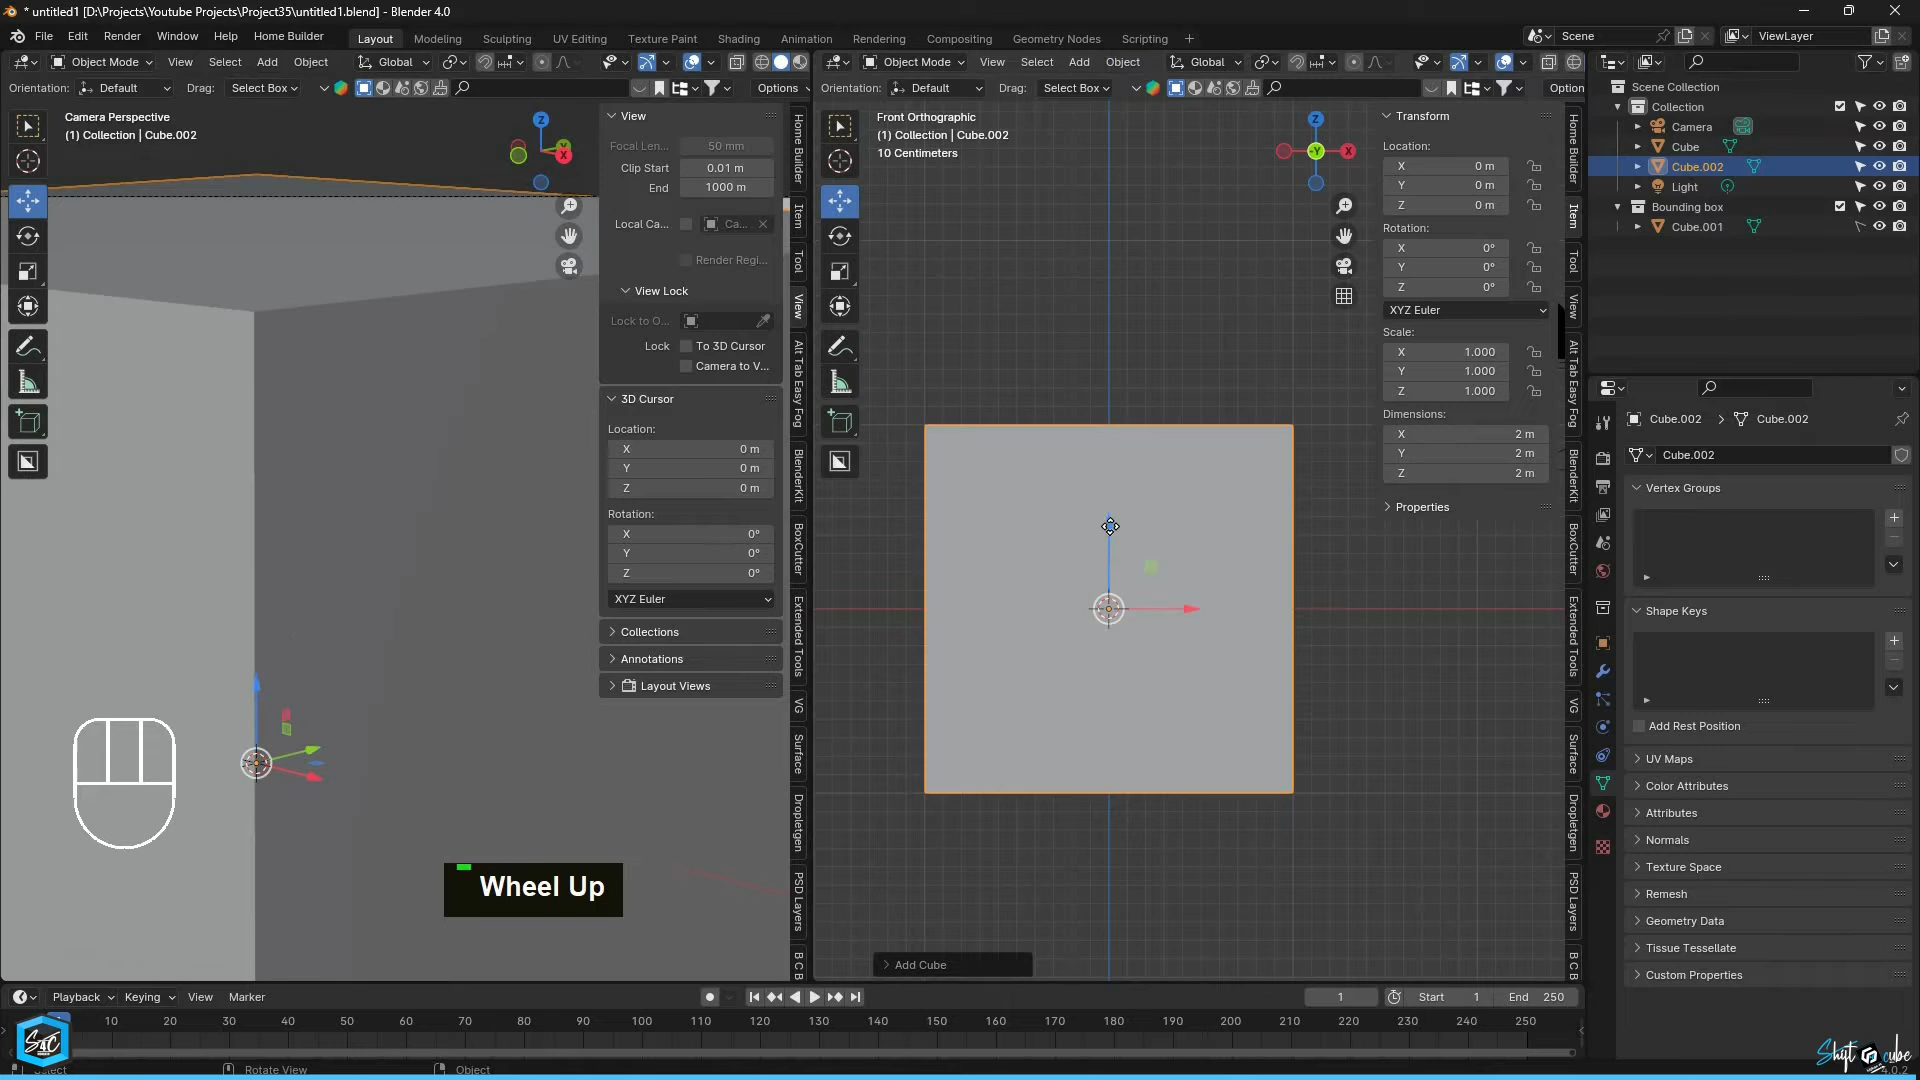 * untitled1 [D:\Projects\Youtube Projects\Project35\untitled1.blend] - Blender 4.0
File Edit Render Window Help Home Builder
Layout Modeling Sculpting UV Editing Texture Paint Shading Animation Rendering Compositing Geometry Nodes Scripting +
Scene
ViewLayer
Object Mode View Select Add Object Global
Object Mode View Select Add Object Global
Orientation: Default Drag: Select Box Options
Orientation: Default Drag: Select Box Option
Camera Perspective
(1) Collection | Cube.002
Z
Y
X
View
Focal Len... 50 mm
Clip Start 0.01 m
End 1000 m
Local Ca... Ca...
Render Regi...
View Lock
Lock to O...
Lock To 3D Cursor
Camera to V...
3D Cursor
Location:
X 0 m
Y 0 m
Z 0 m
Rotation:
X 0°
Y 0°
Z 0°
XYZ Euler
Collections
Annotations
Layout Views
Home Builder
Item
Tool
View
Alt Tab Easy Fog
BlenderKit
BoxCutter
Extended Tools
VG
Surface
Dropletgen
PSD Layers
B C B
Wheel Up
Front Orthographic
(1) Collection | Cube.002
10 Centimeters
Z
-Y
X
Transform
Location:
X 0 m
Y 0 m
Z 0 m
Rotation:
X 0°
Y 0°
Z 0°
XYZ Euler
Scale:
X 1.000
Y 1.000
Z 1.000
Dimensions:
X 2 m
Y 2 m
Z 2 m
Properties
Add Cube
Home Builder
Item
Tool
View
Alt Tab Easy Fog
BlenderKit
BoxCutter
Extended Tools
VG
Surface
Dropletgen
PSD Layers
B C B
Scene Collection
Collection
Camera
Cube
Cube.002
Light
Bounding box
Cube.001
Cube.002 > Cube.002
Cube.002
Vertex Groups
Shape Keys
Add Rest Position
UV Maps
Color Attributes
Attributes
Normals
Texture Space
Remesh
Geometry Data
Tissue Tessellate
Custom Properties
Playback Keying View Marker
1 Start 1 End 250
10 20 30 40 50 60 70 80 90 100 110 120 130 140 150 160 170 180 190 200 210 220 230 240 250
S4C
Select Rotate View Object
Shift 4 cube
4.0.2